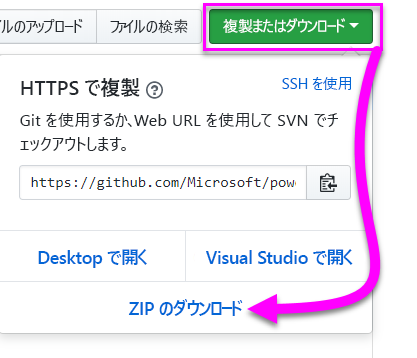 ルのアップロード ファイルの検索 複製またはダウンロード
HTTPS で複製 SSH を使用
Git を使用するか、Web URL を使用して SVN でチ
ェックアウトします。
https://github.com/Microsoft/pow
Desktop で開く Visual Studio で開く
ZIP のダウンロード